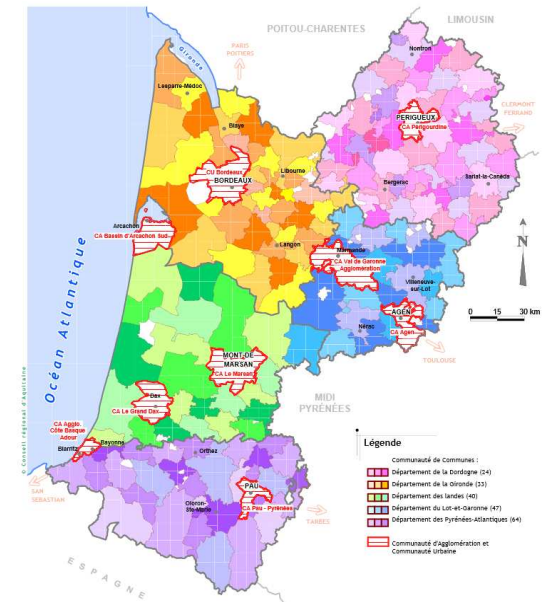 POITOU-CHARENTES
LIMOUSIN
Gironde
PARIS
POITIERS
Nontron
Lesparre-Médoc
CLERMONT
FERRAND
PERIGUEUX
CA Périgourdine
Blaye
CU Bordeaux
BORDEAUX
Libourne
Bergerac
Sarlat-la-Canéda
Arcachon
CA Bassin d'Arcachon Sud
Langon
Marmande
CA Val de Garonne
Agglomération
Villeneuve-
sur-Lot
N
Océan Atlantique
AGEN
CA Agen
Nérac
0 15 30 km
TOULOUSE
MONT-DE
MARSAN
CA Le Marsan
Dax
CA Le Grand Dax
MIDI
PYRÉNÉES
© Conseil régional d'Aquitaine
CA Agglo.
Côte Basque
Adour
Biarritz
Bayonne
Orthez
SAN
SEBASTIAN
Oloron-
Ste-Marie
PAU
CA Pau - Pyrénées
TARBES
ESPAGNE
Légende
Communauté de Communes :
Département de la Dordogne (24)
Département de la Gironde (33)
Département des landes (40)
Département du Lot-et-Garonne (47)
Département des Pyrénées-Atlantiques (64)
Communauté d'Agglomération et
Communauté Urbaine